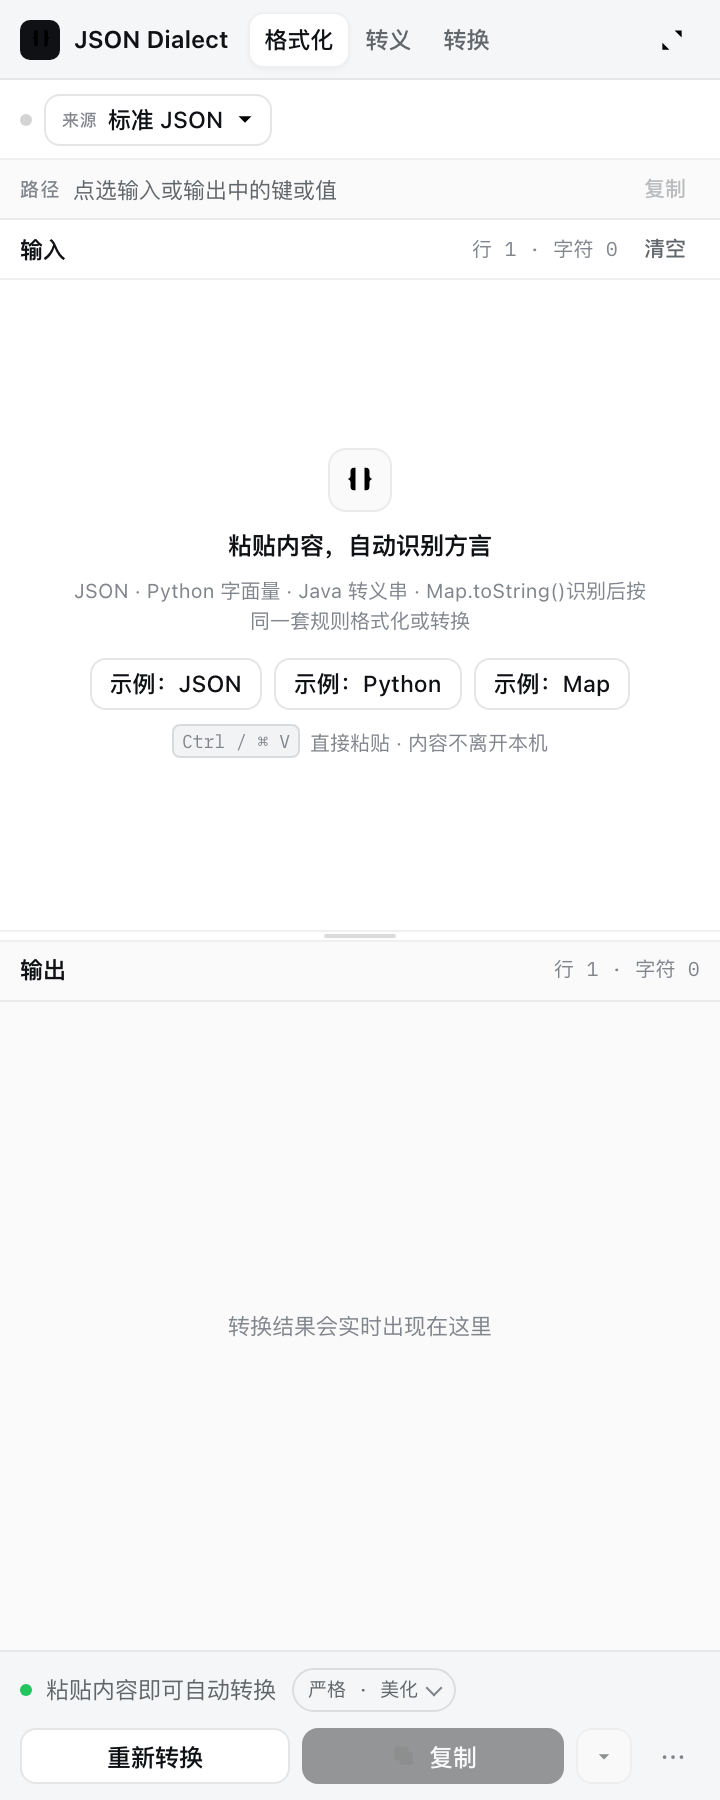 JSON Dialect 格式化 转义 转换
来源 标准 JSON
路径 点选输入或输出中的键或值 复制
输入 行 1 · 字符 0 清空
粘贴内容，自动识别方言
JSON · Python 字面量 · Java 转义串 · Map.toString()识别后按
同一套规则格式化或转换
示例：JSON 示例：Python 示例：Map
Ctrl / ⌘ V 直接粘贴 · 内容不离开本机
输出 行 1 · 字符 0
转换结果会实时出现在这里
粘贴内容即可自动转换 严格 · 美化
重新转换 复制